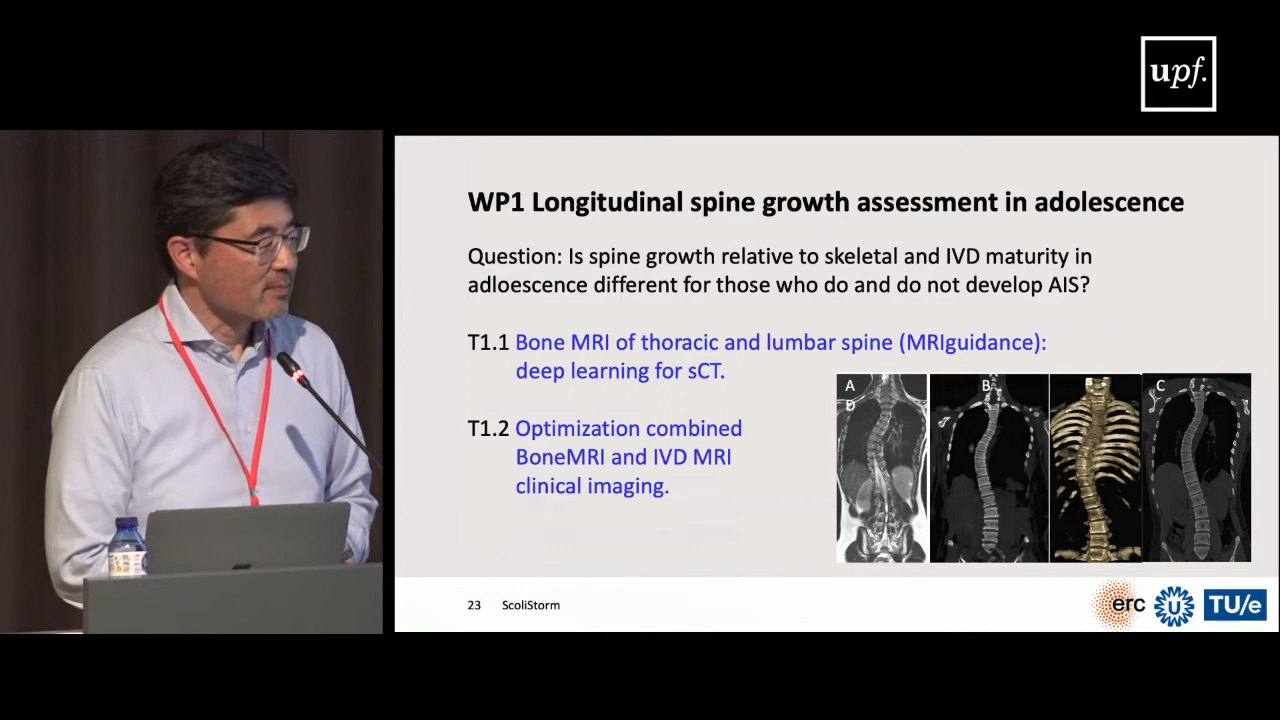 upf.
WP1 Longitudinal spine growth assessment in adolescence
Question: Is spine growth relative to skeletal and IVD maturity in
adloescence different for those who do and do not develop AIS?
T1.1 Bone MRI of thoracic and lumbar spine (MRIguidance):
deep learning for sCT.
T1.2 Optimization combined
BoneMRI and IVD MRI
clinical imaging.
A
D
B
C
23 ScoliStorm
erc
U
TU/e